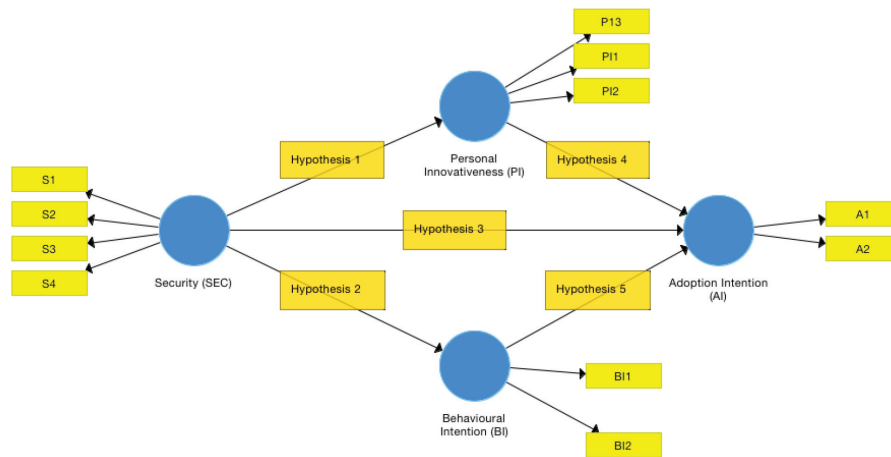 P13
PI1
PI2
Hypothesis 1
Personal
Innovativeness (PI)
Hypothesis 4
S1
S2
S3
S4
Security (SEC)
Hypothesis 3
A1
A2
Adoption Intention
(AI)
Hypothesis 2
Hypothesis 5
Behavioural
Intention (BI)
BI1
BI2